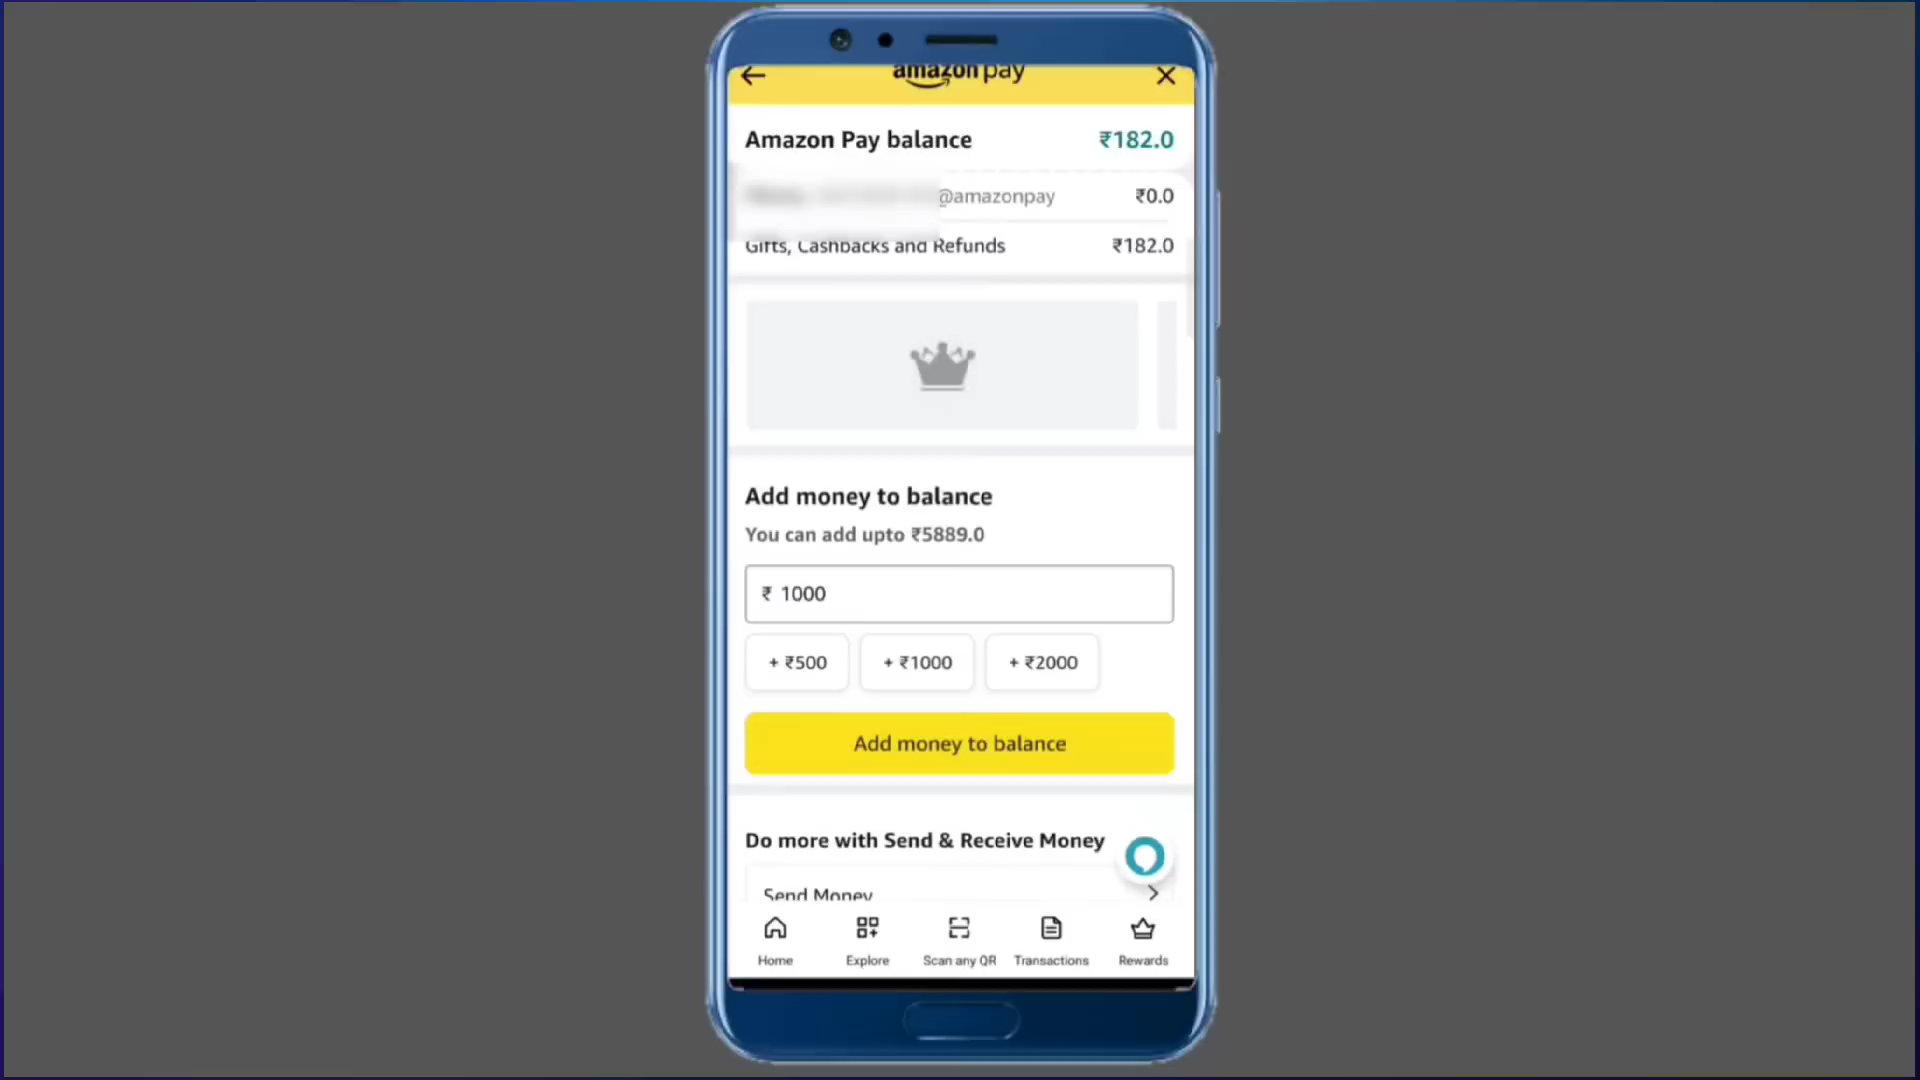 amazon pay
Amazon Pay balance ₹182.0
@amazonpay ₹0.0
Gifts, Cashbacks and Refunds ₹182.0
Add money to balance
You can add upto ₹5889.0
₹ 1000
+ ₹500 + ₹1000 + ₹2000
Add money to balance
Do more with Send & Receive Money
Send Money
Home Explore Scan any QR Transactions Rewards